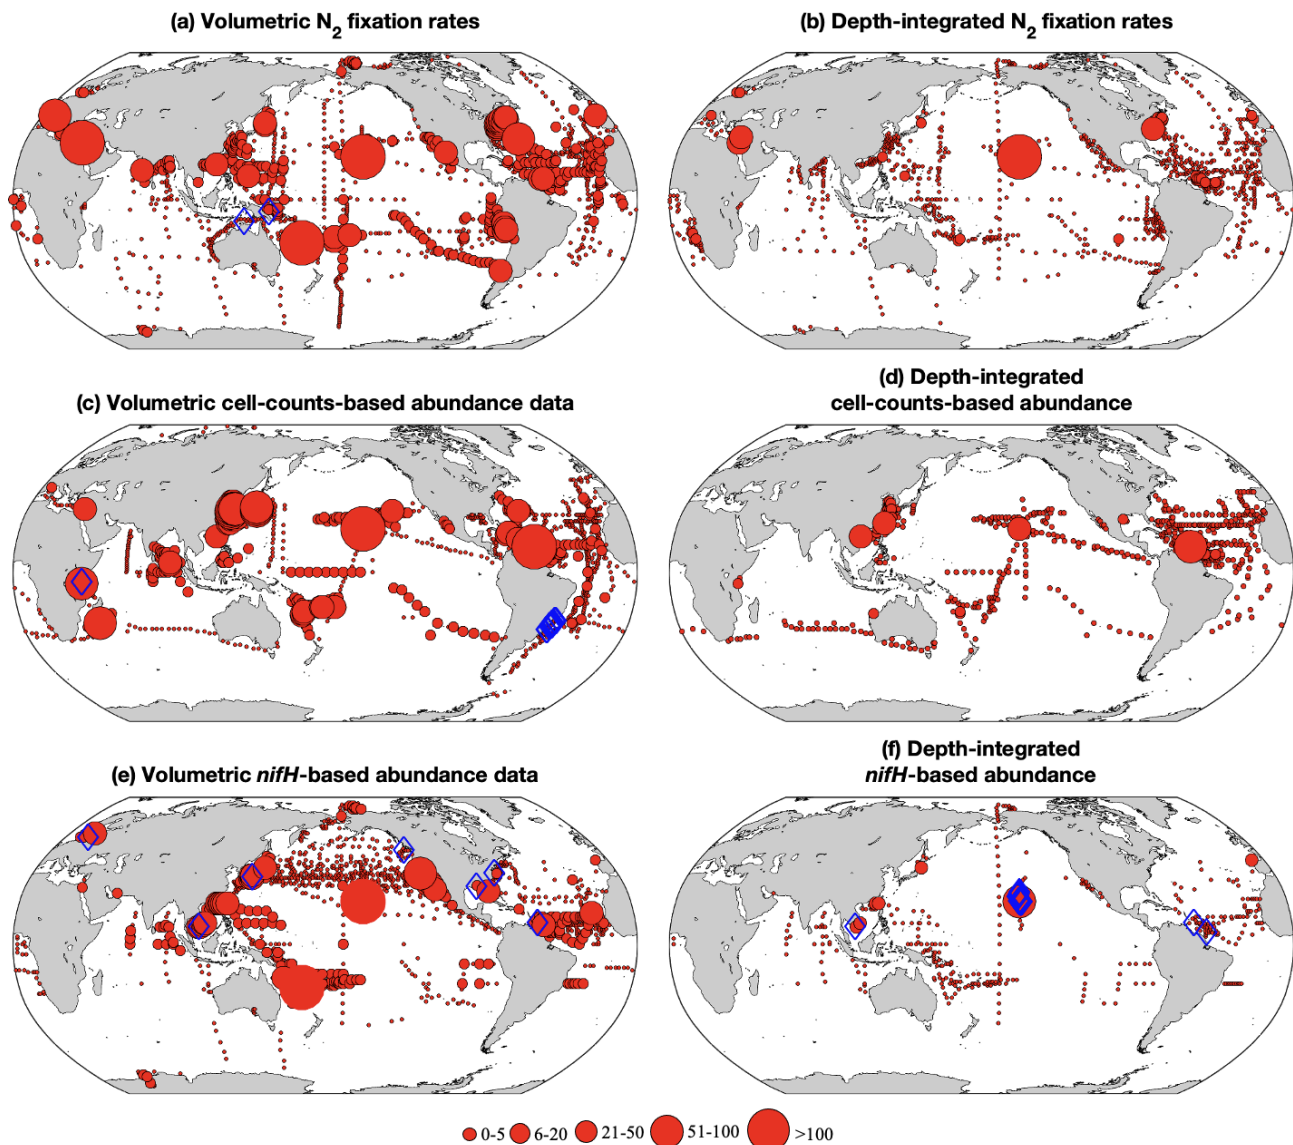 (a) Volumetric N2 fixation rates
(b) Depth-integrated N2 fixation rates
(c) Volumetric cell-counts-based abundance data
(d) Depth-integrated
cell-counts-based abundance
(e) Volumetric nifH-based abundance data
(f) Depth-integrated
nifH-based abundance
0-5 6-20 21-50 51-100 >100